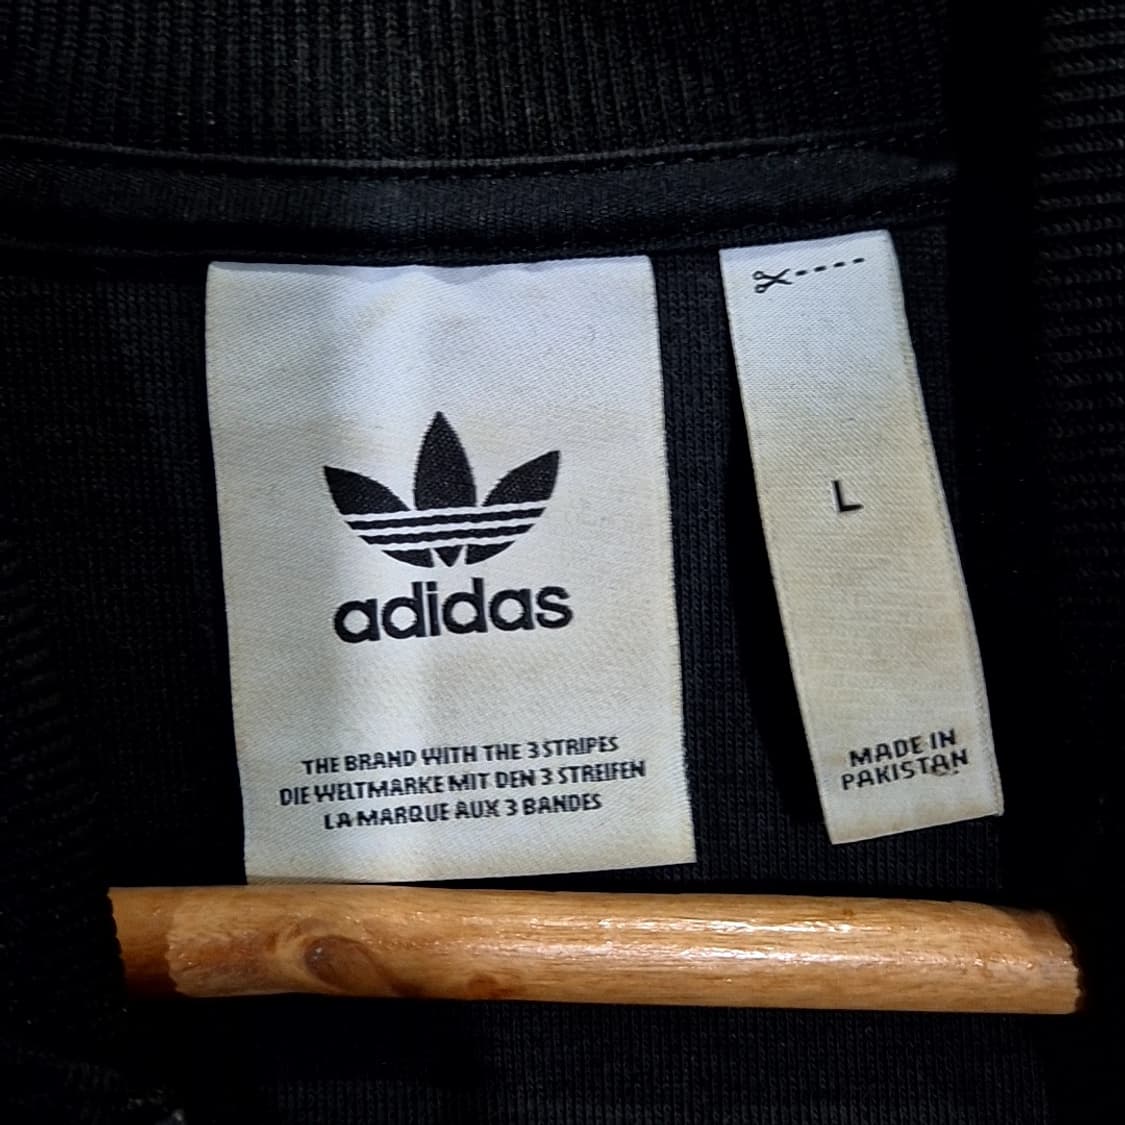 adidas
THE BRAND WITH THE 3 STRIPES
DIE WELTMARKE MIT DEN 3 STREIFEN
LA MARQUE AUX 3 BANDES
L
MADE IN
PAKISTAN